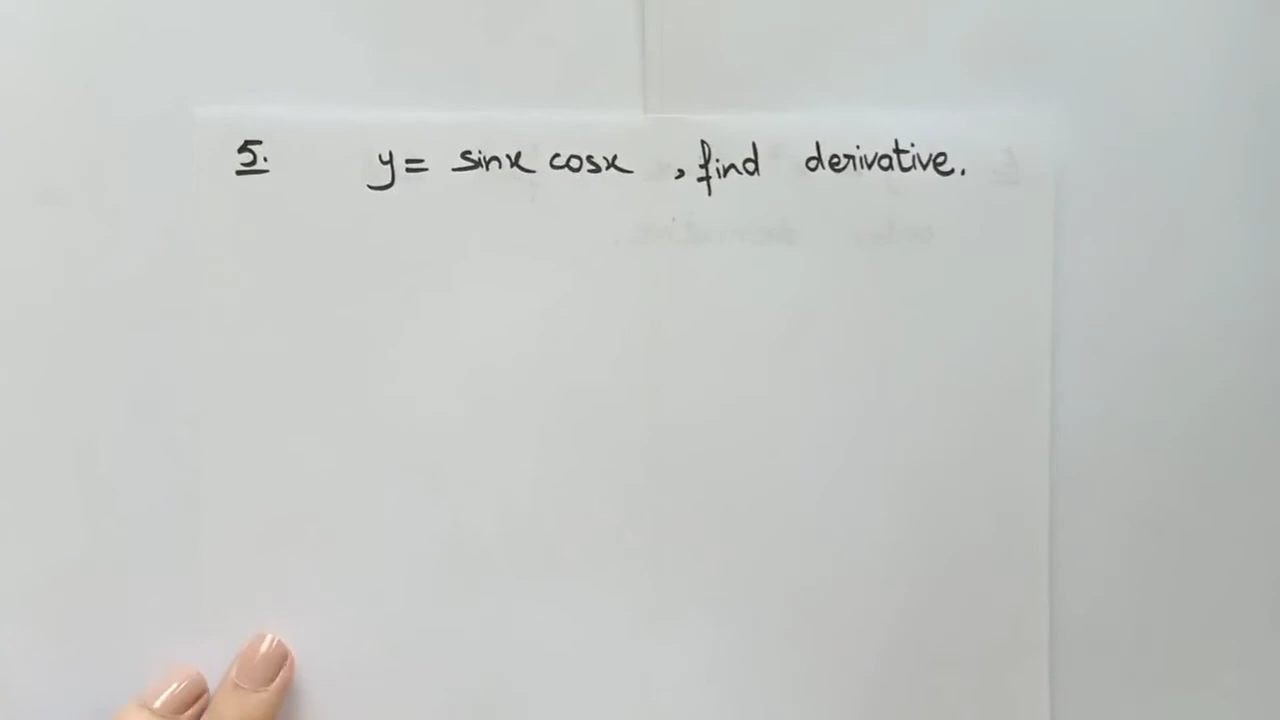 5. y = sinx cosx , find derivative.